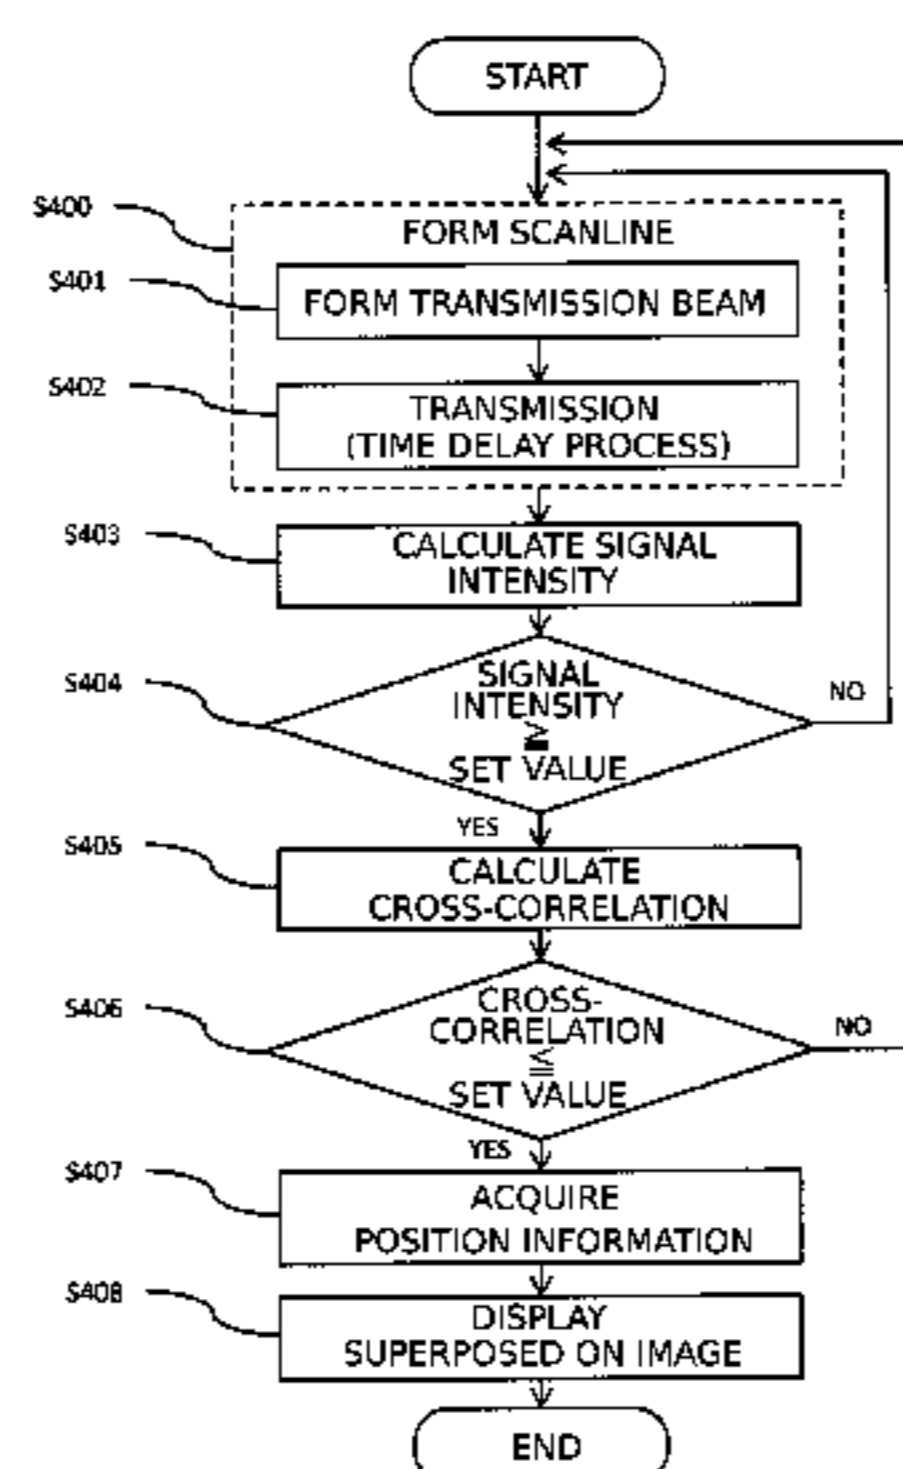 START
S400
FORM SCANLINE
S401
FORM TRANSMISSION BEAM
S402
TRANSMISSION
(TIME DELAY PROCESS)
S403
CALCULATE SIGNAL
INTENSITY
S404
SIGNAL
INTENSITY
≧
SET VALUE
NO
YES
S405
CALCULATE
CROSS-CORRELATION
S406
CROSS-
CORRELATION
≦
SET VALUE
NO
YES
S407
ACQUIRE
POSITION INFORMATION
S408
DISPLAY
SUPERPOSED ON IMAGE
END